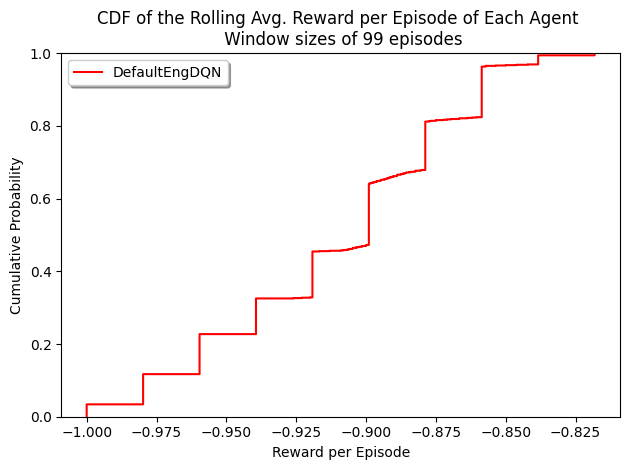 CDF of the Rolling Avg. Reward per Episode of Each Agent
Window sizes of 99 episodes
DefaultEngDQN
Cumulative Probability
1.0
0.8
0.6
0.4
0.2
0.0
−1.000 −0.975 −0.950 −0.925 −0.900 −0.875 −0.850 −0.825
Reward per Episode